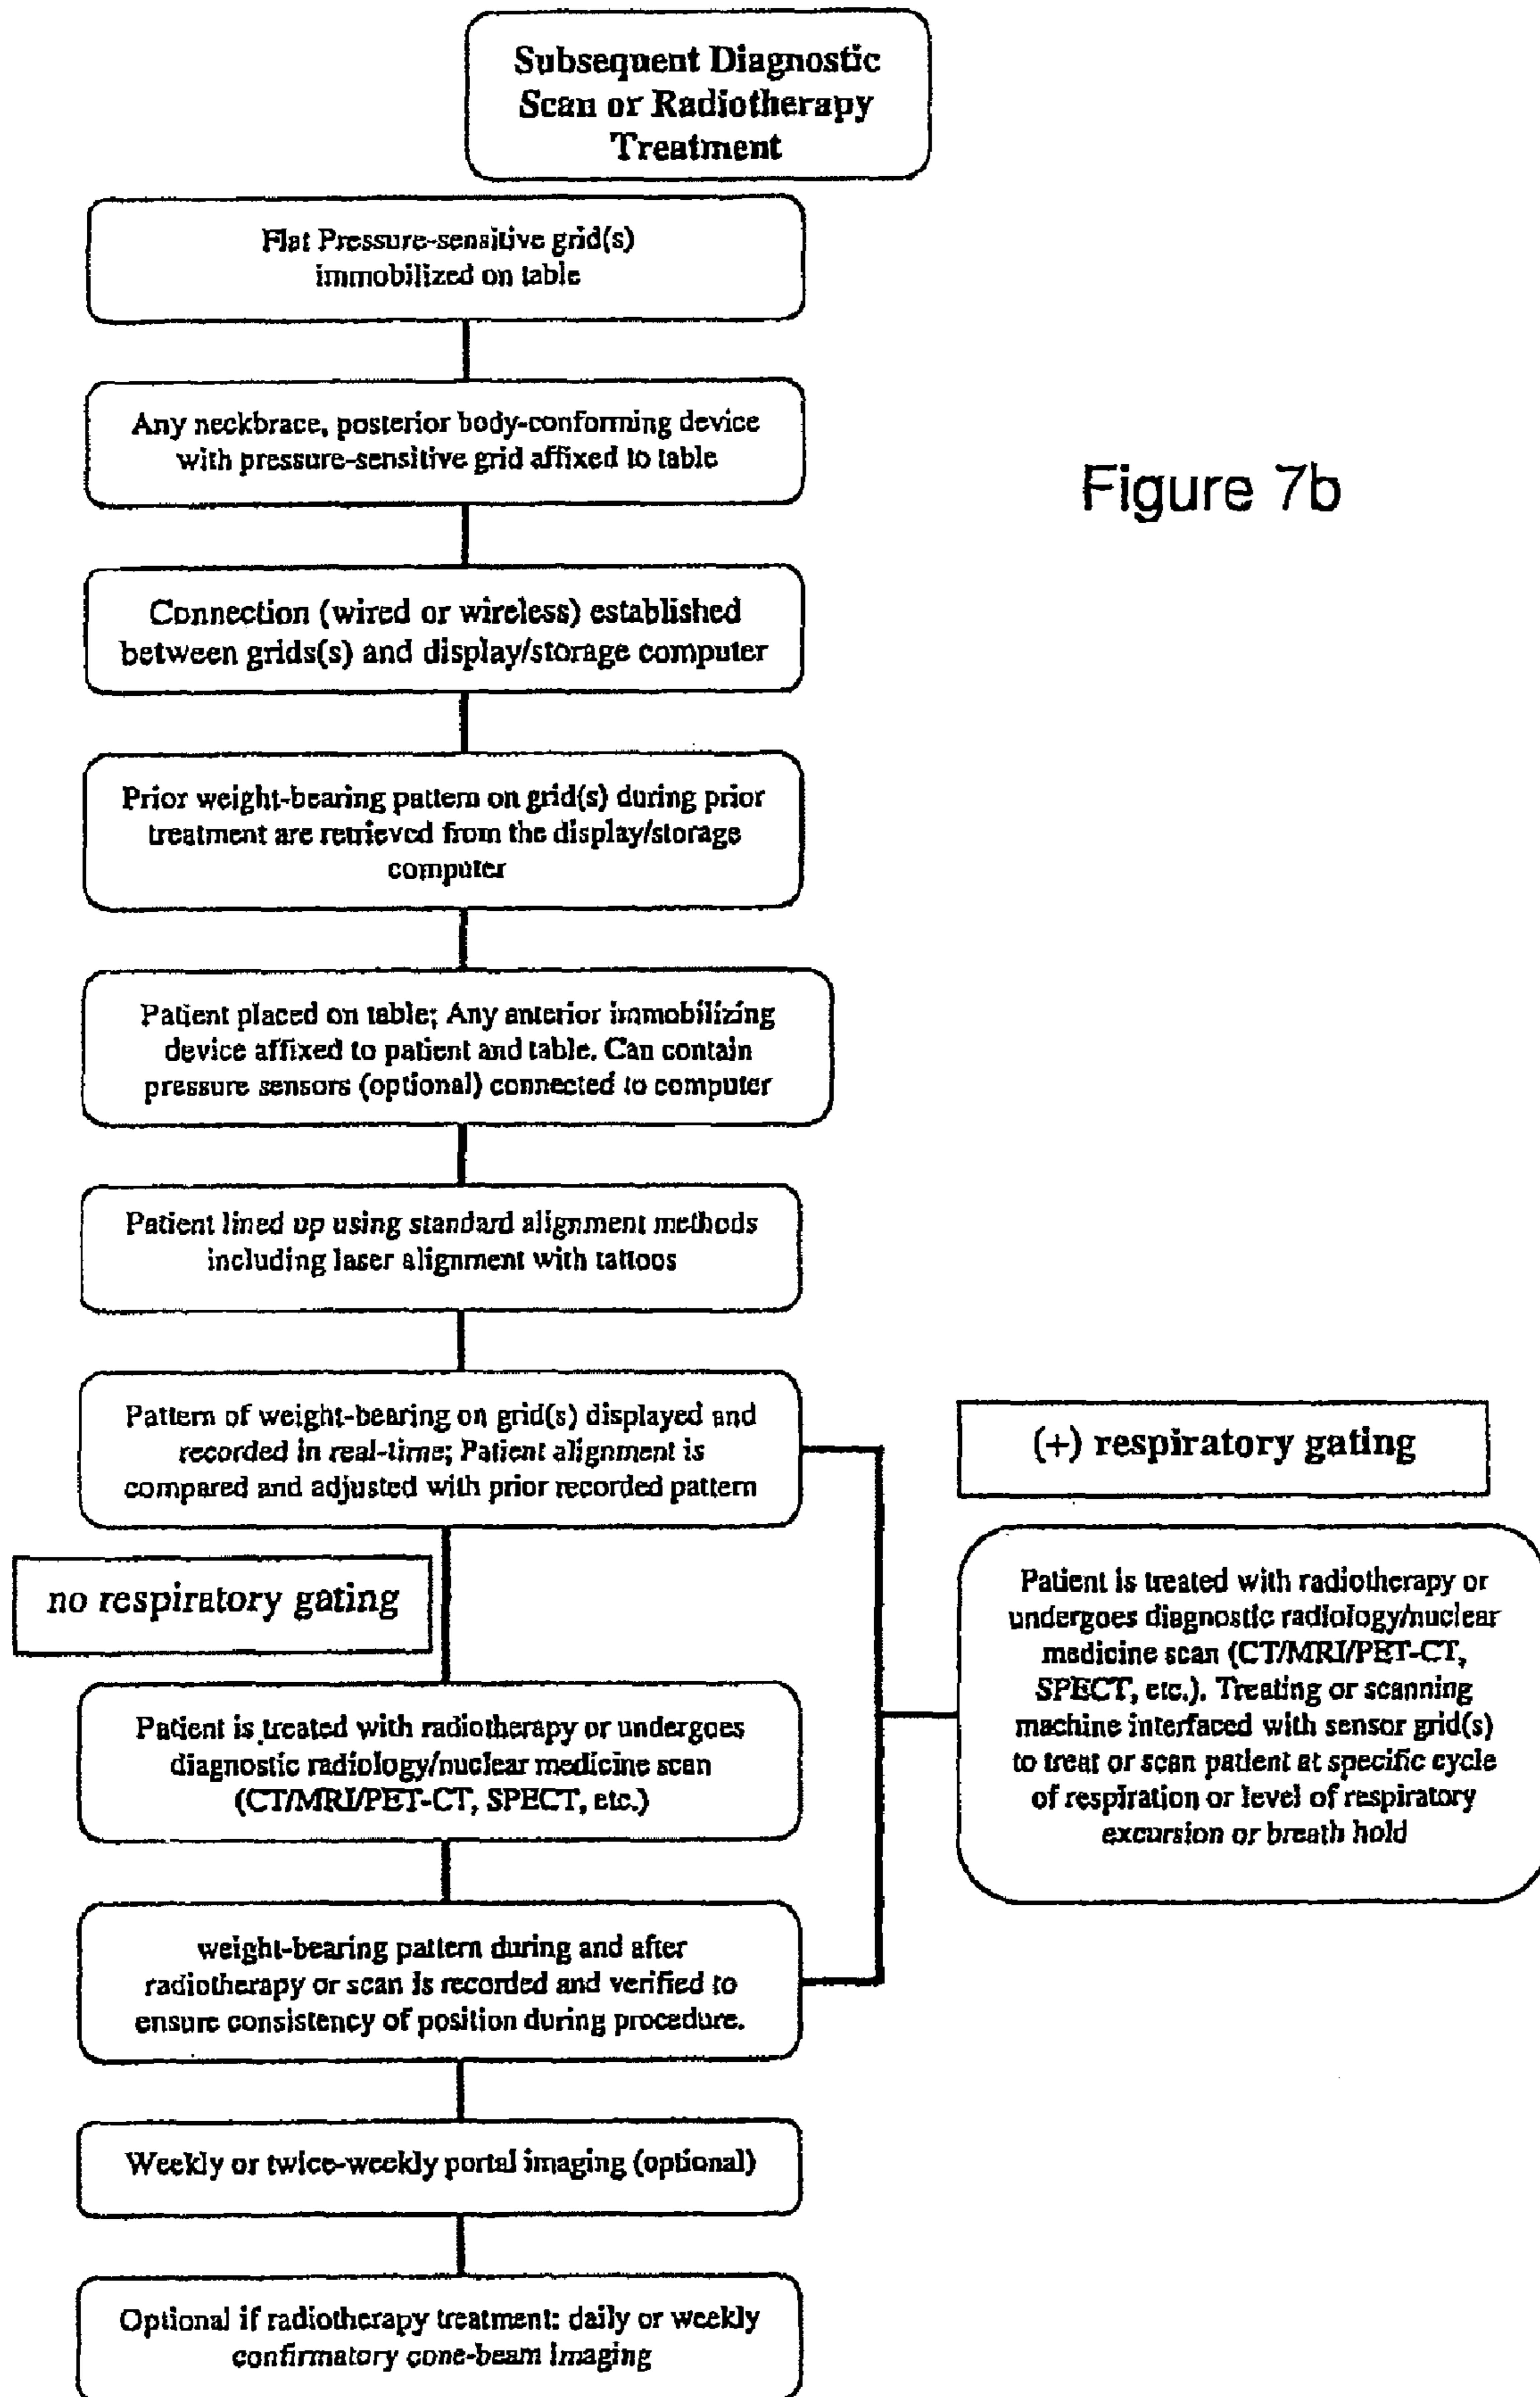 Subsequent Diagnostic
Scan or Radiotherapy
Treatment
Flat Pressure-sensitive grid(s)
immobilized on table
Any neckbrace, posterior body-conforming device
with pressure-sensitive grid affixed to table
Figure 7b
Connection (wired or wireless) established
between grids(s) and display/storage computer
Prior weight-bearing pattern on grid(s) during prior
treatment are retrieved from the display/storage
computer
Patient placed on table; Any anterior immobilizing
device affixed to patient and table. Can contain
pressure sensors (optional) connected to computer
Patient lined up using standard alignment methods
including laser alignment with tattoos
Pattern of weight-bearing on grid(s) displayed and
recorded in real-time; Patient alignment is
compared and adjusted with prior recorded pattern
(+) respiratory gating
no respiratory gating
Patient is treated with radiotherapy or
undergoes diagnostic radiology/nuclear
medicine scan (CT/MRI/PET-CT,
SPECT, etc.). Treating or scanning
machine interfaced with sensor grid(s)
to treat or scan patient at specific cycle
of respiration or level of respiratory
excursion or breath hold
Patient is treated with radiotherapy or undergoes
diagnostic radiology/nuclear medicine scan
(CT/MRI/PET-CT, SPECT, etc.)
weight-bearing pattern during and after
radiotherapy or scan is recorded and verified to
ensure consistency of position during procedure.
Weekly or twice-weekly portal imaging (optional)
Optional if radiotherapy treatment: daily or weekly
confirmatory cone-beam imaging